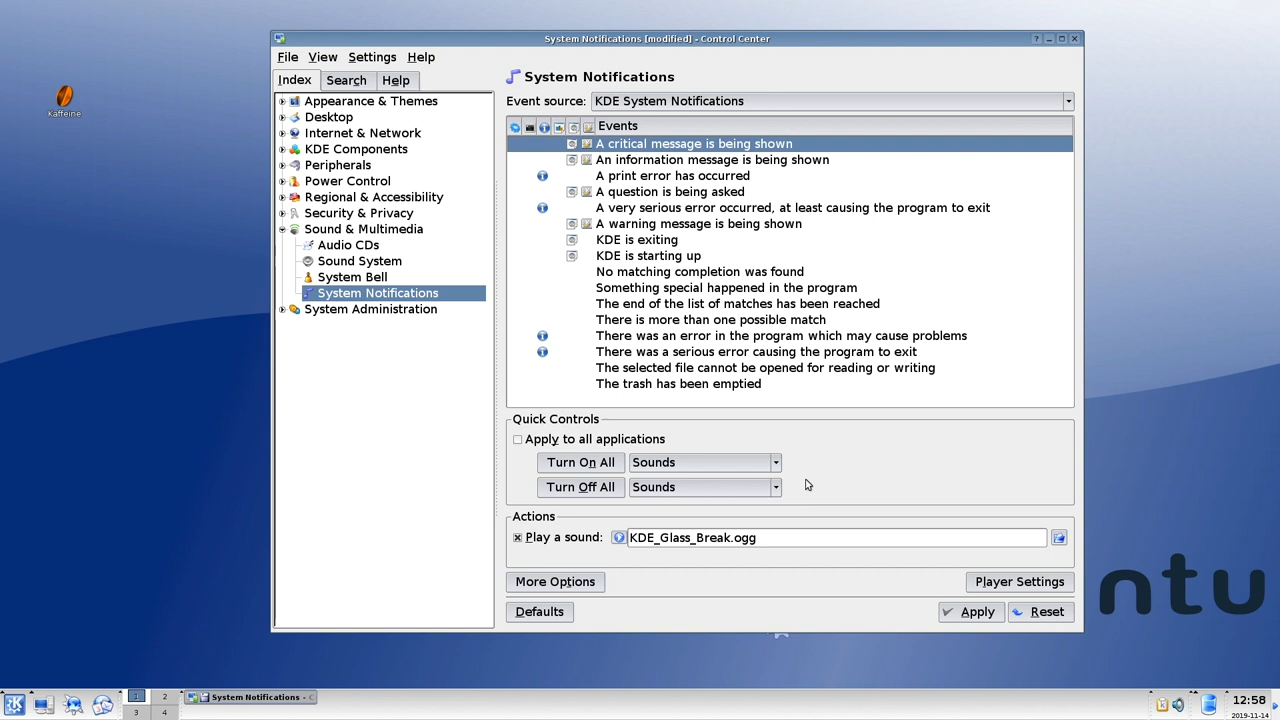 System Notifications [modified] - Control Center
File View Settings Help
Index Search Help
Appearance & Themes
Desktop
Internet & Network
KDE Components
Peripherals
Power Control
Regional & Accessibility
Security & Privacy
Sound & Multimedia
Audio CDs
Sound System
System Bell
System Notifications
System Administration
System Notifications
Event source: KDE System Notifications
Events
A critical message is being shown
An information message is being shown
A print error has occurred
A question is being asked
A very serious error occurred, at least causing the program to exit
A warning message is being shown
KDE is exiting
KDE is starting up
No matching completion was found
Something special happened in the program
The end of the list of matches has been reached
There is more than one possible match
There was an error in the program which may cause problems
There was a serious error causing the program to exit
The selected file cannot be opened for reading or writing
The trash has been emptied
Quick Controls
Apply to all applications
Turn On All Sounds
Turn Off All Sounds
Actions
Play a sound: KDE_Glass_Break.ogg
More Options Player Settings
Defaults Apply Reset
Kaffeine
ntu
1 2
3 4
System Notifications - C
12:58
2019-11-14